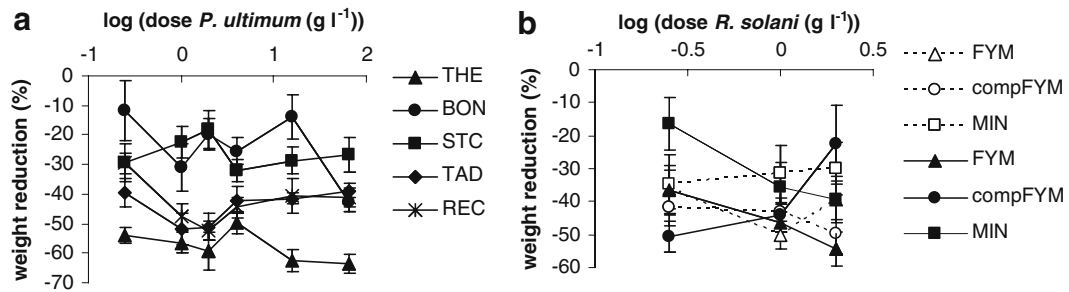 a
log (dose P. ultimum (g l-1))
-1 0 1 2
0
-10
-20
-30
-40
-50
-60
-70
weight reduction (%)
THE
BON
STC
TAD
REC
b
log (dose R. solani (g l-1))
-1 -0.5 0 0.5
0
-10
-20
-30
-40
-50
-60
weight reduction (%)
FYM
compFYM
MIN
FYM
compFYM
MIN